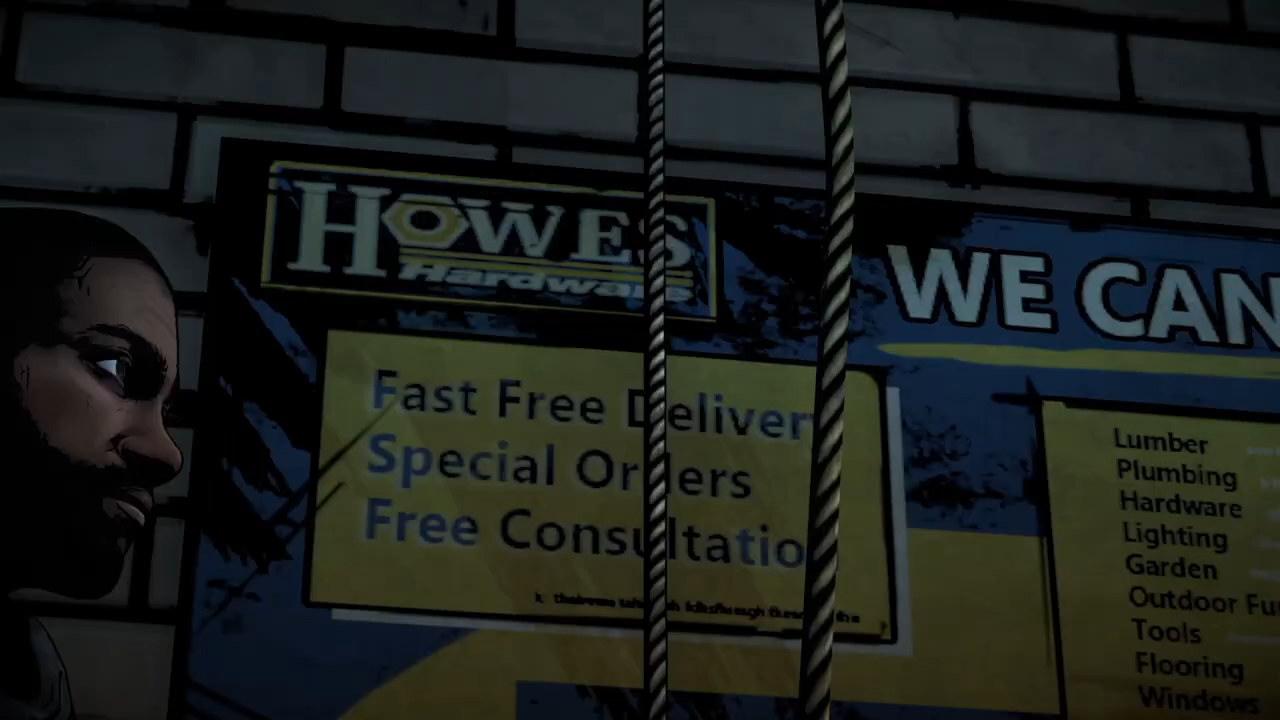 HOWES
Hardware
WE CAN
Fast Free Delivery
Special Orders
Free Consultatio
Lumber
Plumbing
Hardware
Lighting
Garden
Outdoor Fu
Tools
Flooring
Windows